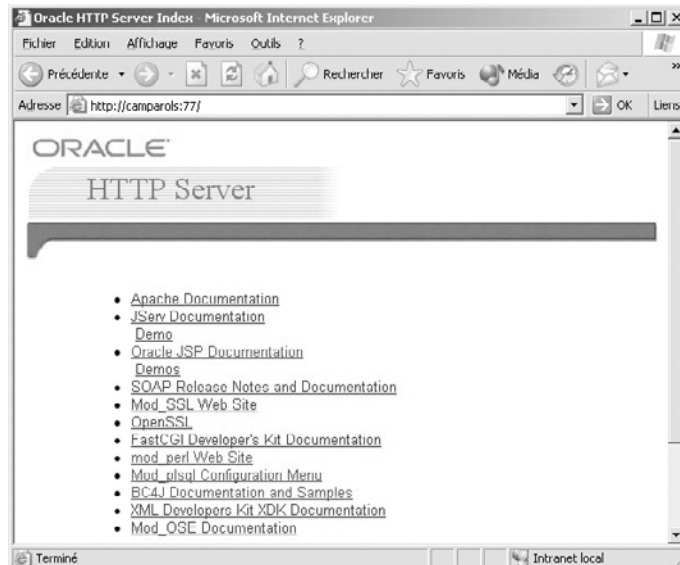 Oracle HTTP Server Index - Microsoft Internet Explorer
Fichier Edition Affichage Favoris Outils ?
Précédente Rechercher Favoris Média »
Adresse http://camparols:77/ OK Liens
ORACLE
HTTP Server
• Apache Documentation
• JServ Documentation
Demo
• Oracle JSP Documentation
Demos
• SOAP Release Notes and Documentation
• Mod_SSL Web Site
• OpenSSL
• FastCGI Developer's Kit Documentation
• mod_perl Web Site
• Mod_plsql Configuration Menu
• BC4J Documentation and Samples
• XML Developers Kit XDK Documentation
• Mod_OSE Documentation
Terminé Intranet local